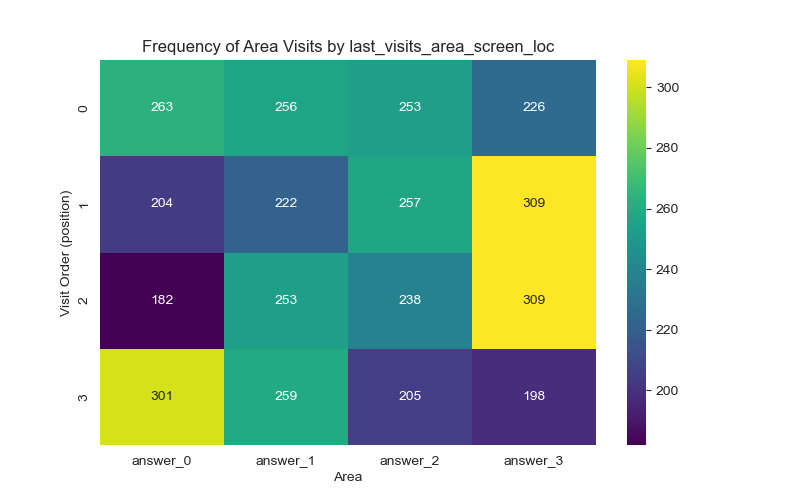 Frequency of Area Visits by last_visits_area_screen_loc
Visit Order (position)
0 263 256 253 226
1 204 222 257 309
2 182 253 238 309
3 301 259 205 198
answer_0 answer_1 answer_2 answer_3
Area
300
280
260
240
220
200